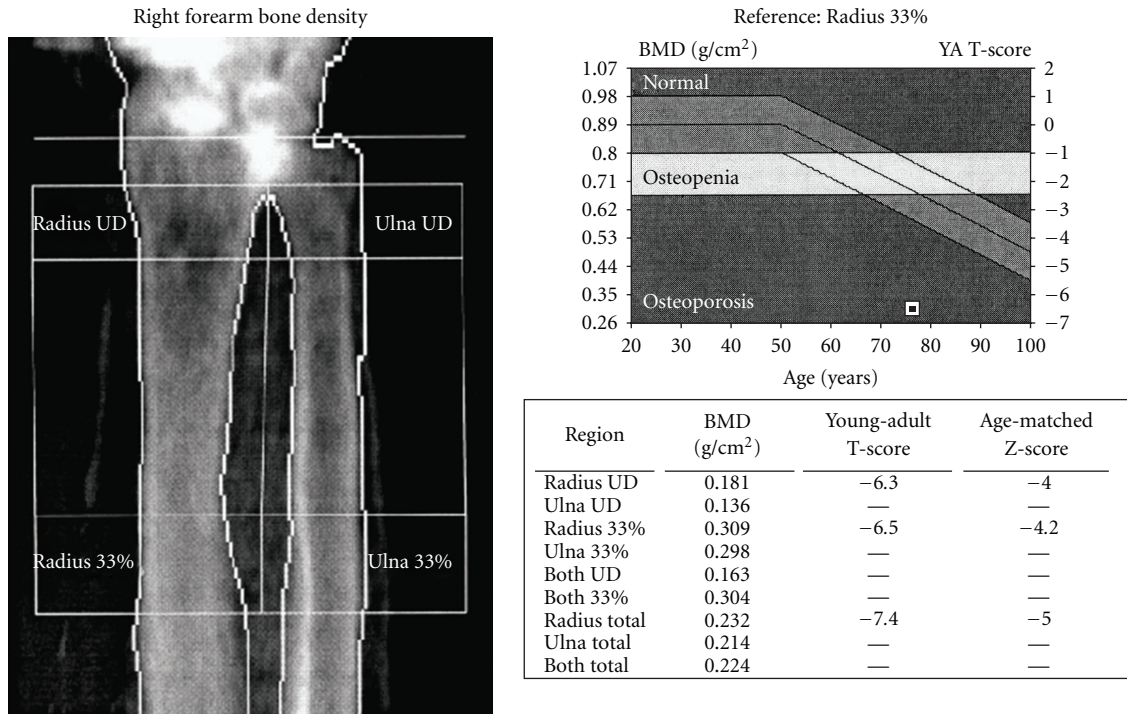 Right forearm bone density
Radius UD
Ulna UD
Radius 33%
Ulna 33%
Reference: Radius 33%
BMD (g/cm²)
YA T-score
1.07
0.98
0.89
0.8
0.71
0.62
0.53
0.44
0.35
0.26
Normal
Osteopenia
Osteoporosis
2
1
0
−1
−2
−3
−4
−5
−6
−7
20 30 40 50 60 70 80 90 100
Age (years)
Region BMD (g/cm²) Young-adult T-score Age-matched Z-score
Radius UD 0.181 −6.3 −4
Ulna UD 0.136 — —
Radius 33% 0.309 −6.5 −4.2
Ulna 33% 0.298 — —
Both UD 0.163 — —
Both 33% 0.304 — —
Radius total 0.232 −7.4 −5
Ulna total 0.214 — —
Both total 0.224 — —